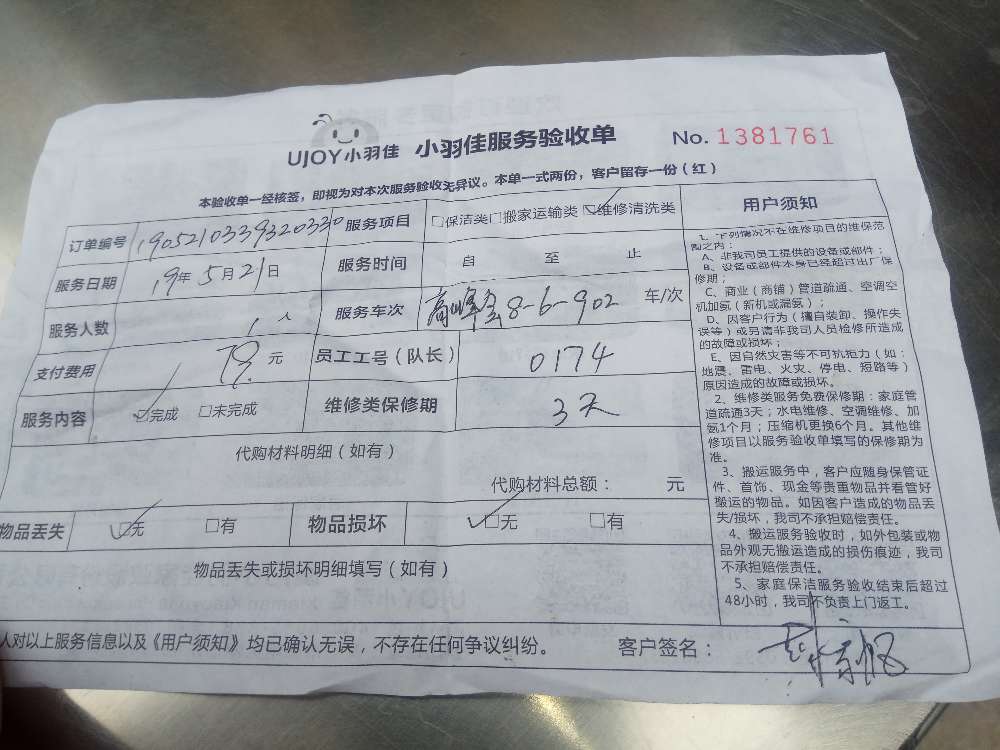 UJOY小羽佳 小羽佳服务验收单 No. 1381761
本验收单一经核签，即视为对本次服务验收无异议。本单一式两份，客户留存一份（红）
订单编号 1905210339320330 服务项目 □保洁类□搬家运输类☑维修清洗类
服务日期 19年5月21日 服务时间 自 至 止
服务人数 1人 服务车次 8-6-902 车/次
支付费用 79元 员工工号（队长） 0174
服务内容 ☑完成 □未完成 维修类保修期 3天
代购材料明细（如有）
代购材料总额： 元
物品丢失 ☑无 □有 物品损坏 ☑无 □有
物品丢失或损坏明细填写（如有）
人对以上服务信息以及《用户须知》均已确认无误，不存在任何争议纠纷。 客户签名：
用户须知
1、下列情况不在维修项目的维保范
围之内：
A、非我司员工提供的设备或部件；
B、设备或部件本身已经超过出厂保
修期；
C、商业（商铺）管道疏通、空调空
机加氨（新机或漏氨）；
D、因客户行为（擅自装卸、操作失
误等）或另请非我司人员检修所造成
的故障或损坏；
E、因自然灾害等不可抗拒力（如：
地震、雷电、火灾、停电、短路等）
原因造成的故障或损坏。
2、维修类服务免费保修期：家庭管
道疏通3天；水电维修、空调维修、加
氨1个月；压缩机更换6个月。其他维
修项目以服务验收单填写的保修期为
准。
3、搬运服务中，客户应随身保管证
件、首饰、现金等贵重物品并看管好
搬运的物品。如因客户造成的物品丢
失/损坏，我司不承担赔偿责任。
4、搬运服务验收时，如外包装或物
品外观无搬运造成的损伤痕迹，我司
不承担赔偿责任。
5、家庭保洁服务验收结束后超过
48小时，我司不负责上门返工。